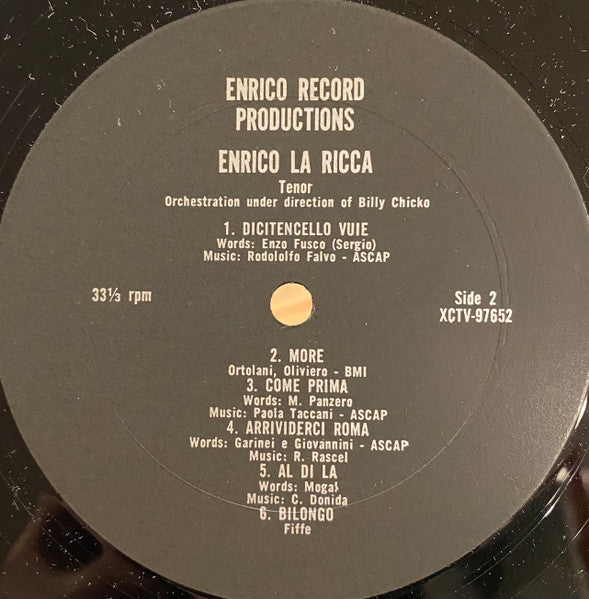 ENRICO RECORD
PRODUCTIONS
ENRICO LA RICCA
Tenor
Orchestration under direction of Billy Chicko
1. DICITENCELLO VUIE
Words: Enzo Fusco (Sergio)
Music: Rodololfo Falvo - ASCAP
33⅓ rpm
Side 2
XCTV-97652
2. MORE
Ortolani, Oliviero - BMI
3. COME PRIMA
Words: M. Panzero
Music: Paola Taccani - ASCAP
4. ARRIVIDERCI ROMA
Words: Garinei e Giovannini - ASCAP
Music: R. Rascel
5. AL DI LA
Words: Mogal
Music: C. Donida
6. BILONGO
Fiffe